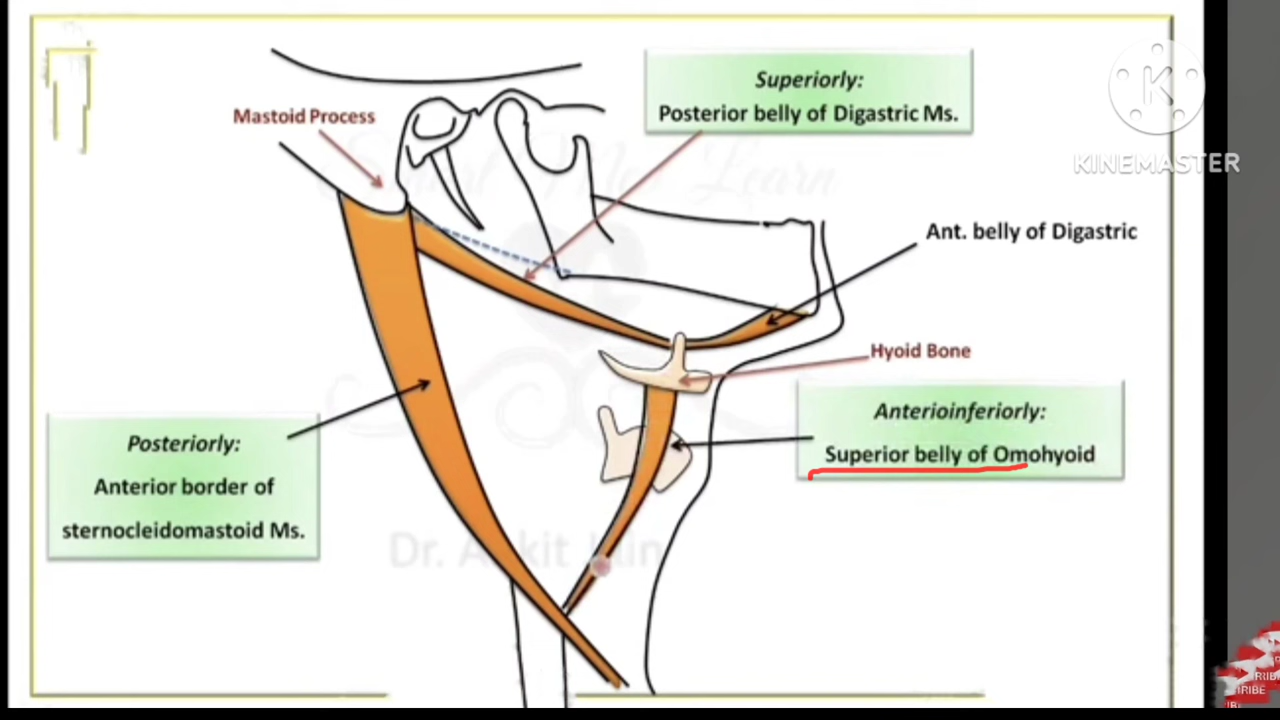 Superiorly:
Posterior belly of Digastric Ms.
Mastoid Process
KINEMASTER
Ant. belly of Digastric
Hyoid Bone
Anterioinferiorly:
Superior belly of Omohyoid
Posteriorly:
Anterior border of
sternocleidomastoid Ms.